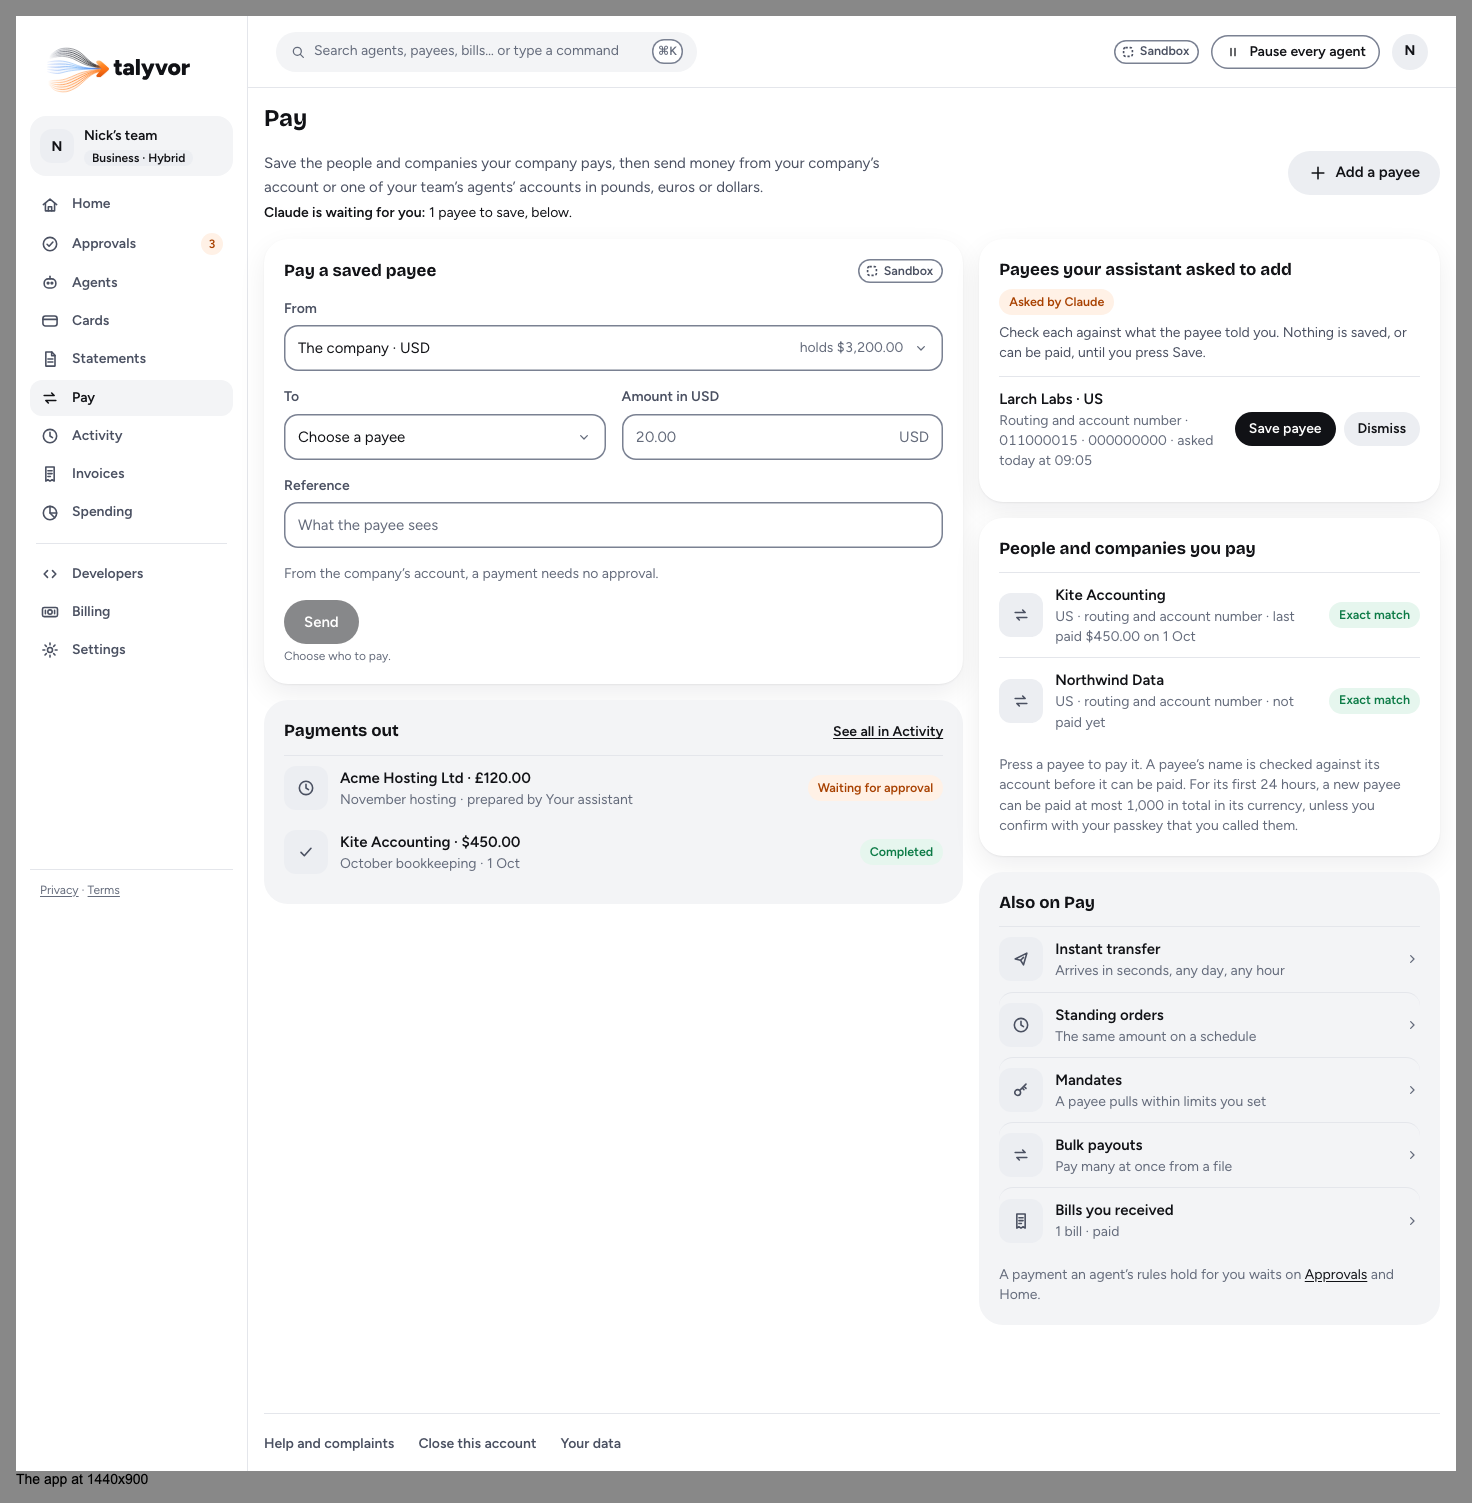 talyvor
N
Nick's team
Business · Hybrid
Home
Approvals
3
Agents
Cards
Statements
Pay
Activity
Invoices
Spending
Developers
Billing
Settings
Privacy · Terms
Search agents, payees, bills... or type a command
⌘K
Sandbox
Pause every agent
N
Pay
Save the people and companies your company pays, then send money from your company's
account or one of your team's agents' accounts in pounds, euros or dollars.
Claude is waiting for you: 1 payee to save, below.
Add a payee
Pay a saved payee
Sandbox
From
The company · USD
holds $3,200.00
To
Amount in USD
Choose a payee
20.00
USD
Reference
What the payee sees
From the company's account, a payment needs no approval.
Send
Choose who to pay.
Payments out
See all in Activity
Acme Hosting Ltd · £120.00
November hosting · prepared by Your assistant
Waiting for approval
Kite Accounting · $450.00
October bookkeeping · 1 Oct
Completed
Payees your assistant asked to add
Asked by Claude
Check each against what the payee told you. Nothing is saved, or
can be paid, until you press Save.
Larch Labs · US
Routing and account number ·
011000015 · 000000000 · asked
today at 09:05
Save payee
Dismiss
People and companies you pay
Kite Accounting
US · routing and account number · last
paid $450.00 on 1 Oct
Exact match
Northwind Data
US · routing and account number · not
paid yet
Exact match
Press a payee to pay it. A payee's name is checked against its
account before it can be paid. For its first 24 hours, a new payee
can be paid at most 1,000 in total in its currency, unless you
confirm with your passkey that you called them.
Also on Pay
Instant transfer
Arrives in seconds, any day, any hour
Standing orders
The same amount on a schedule
Mandates
A payee pulls within limits you set
Bulk payouts
Pay many at once from a file
Bills you received
1 bill · paid
A payment an agent's rules hold for you waits on Approvals and
Home.
Help and complaints
Close this account
Your data
The app at 1440x900